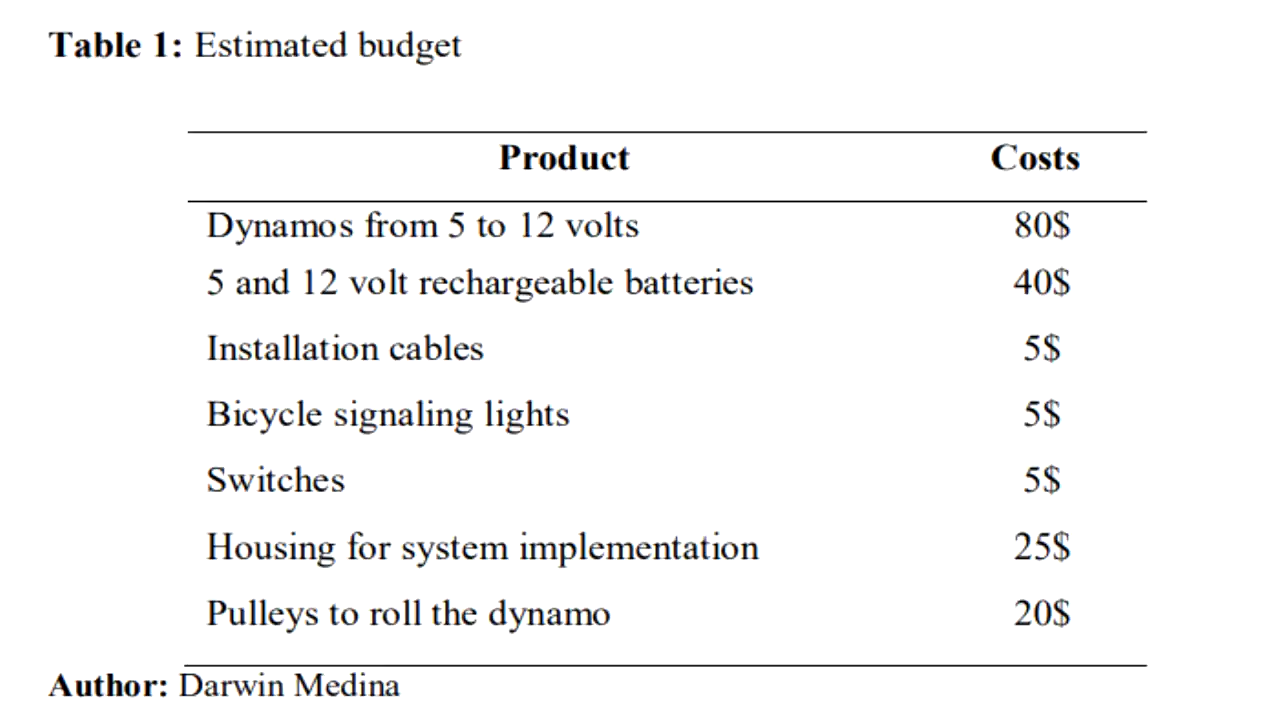 Table 1: Estimated budget
Product Costs
Dynamos from 5 to 12 volts 80$
5 and 12 volt rechargeable batteries 40$
Installation cables 5$
Bicycle signaling lights 5$
Switches 5$
Housing for system implementation 25$
Pulleys to roll the dynamo 20$
Author: Darwin Medina